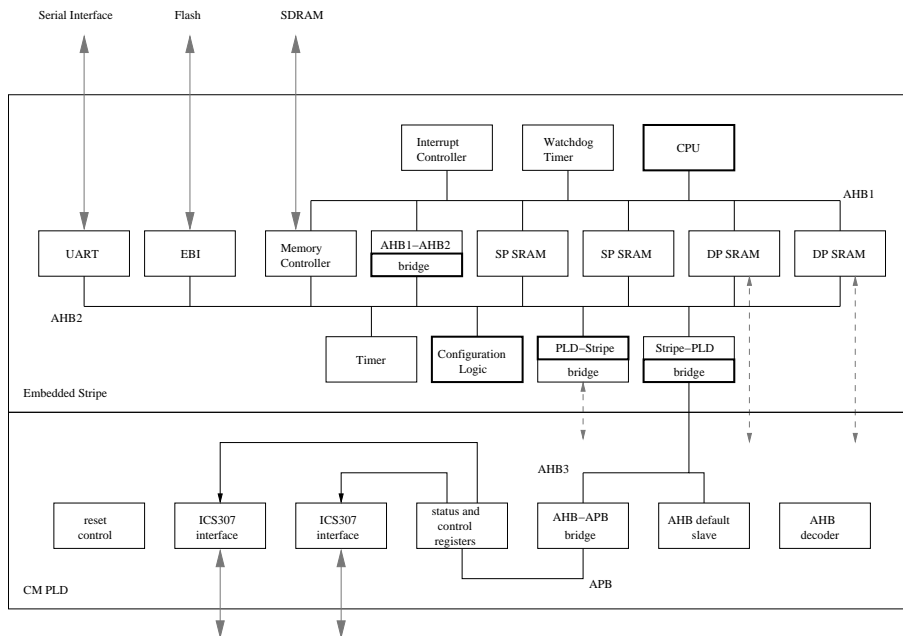 Serial Interface
Flash
SDRAM
Interrupt
Controller
Watchdog
Timer
CPU
AHB1
UART
EBI
Memory
Controller
AHB1–AHB2
bridge
SP SRAM
SP SRAM
DP SRAM
DP SRAM
AHB2
Timer
Configuration
Logic
PLD–Stripe
bridge
Stripe–PLD
bridge
Embedded Stripe
AHB3
reset
control
ICS307
interface
ICS307
interface
status and
control
registers
AHB–APB
bridge
AHB default
slave
AHB
decoder
CM PLD
APB